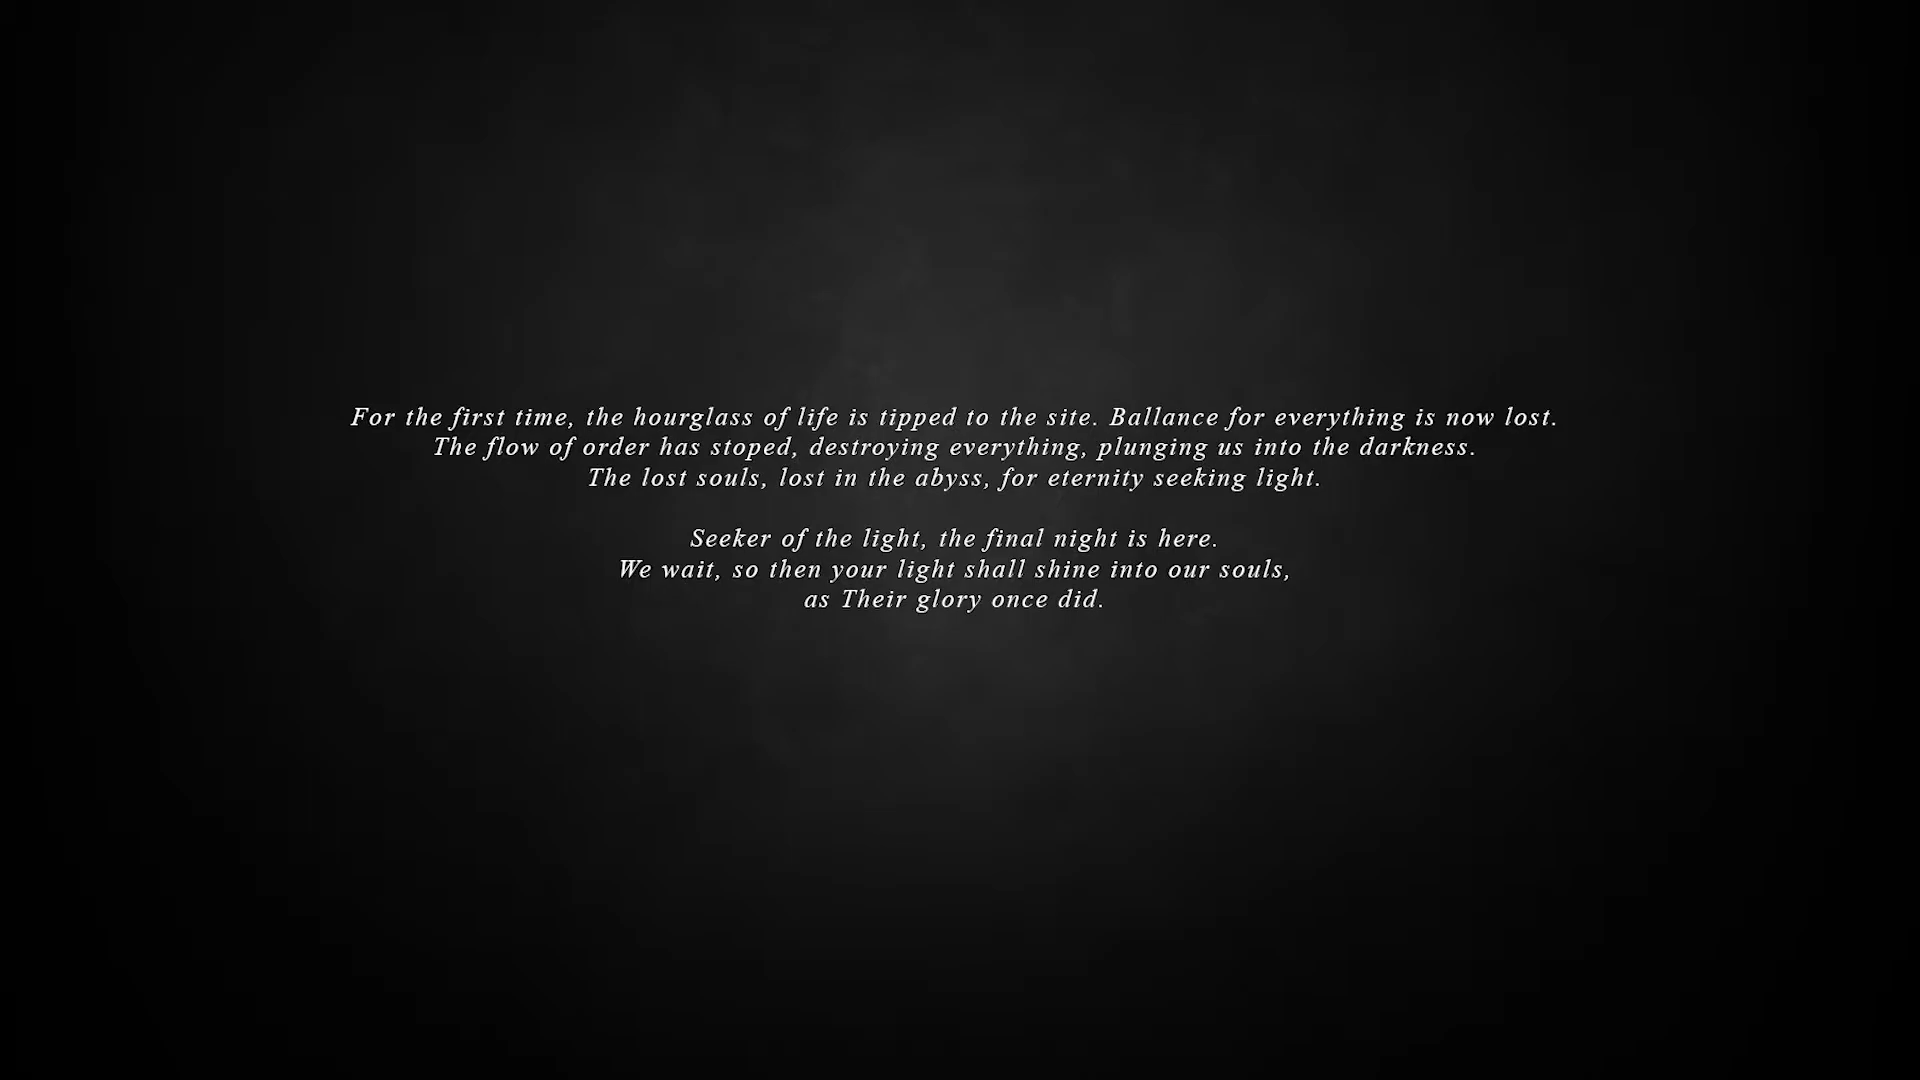 For the first time, the hourglass of life is tipped to the site. Ballance for everything is now lost.
The flow of order has stoped, destroying everything, plunging us into the darkness.
The lost souls, lost in the abyss, for eternity seeking light.
Seeker of the light, the final night is here.
We wait, so then your light shall shine into our souls,
as Their glory once did.